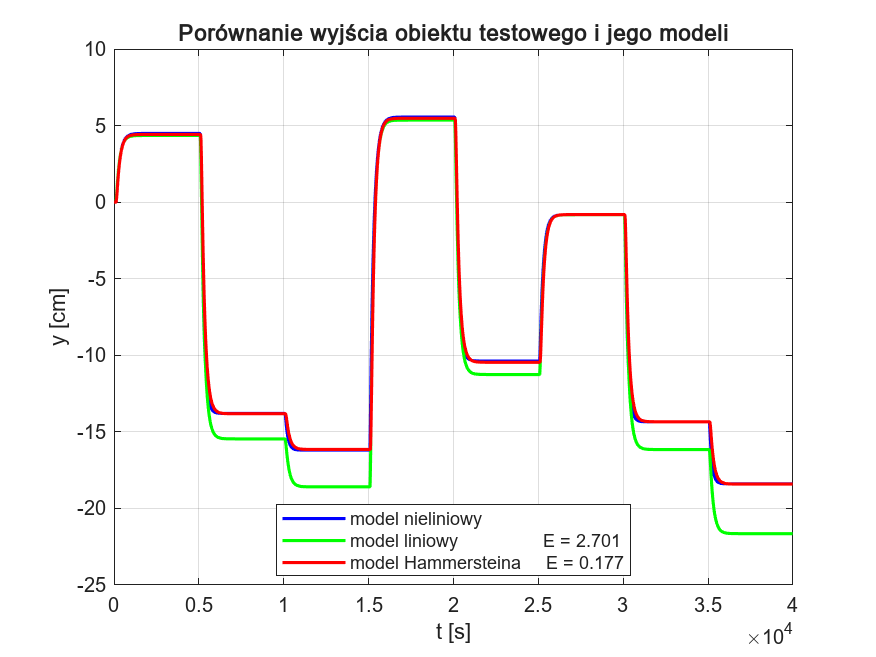 Porównanie wyjścia obiektu testowego i jego modeli
10
5
0
-5
-10
-15
-20
-25
y [cm]
model nieliniowy
model liniowy E = 2.701
model Hammersteina E = 0.177
0 0.5 1 1.5 2 2.5 3 3.5 4
t [s]
×10⁴